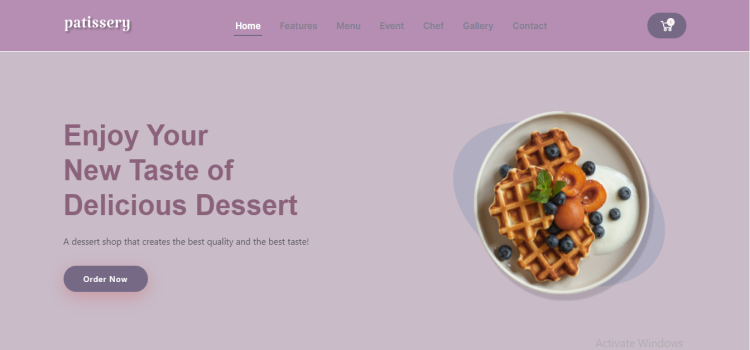 patissery
Home Features Menu Event Chef Gallery Contact
Enjoy Your
New Taste of
Delicious Dessert
A dessert shop that creates the best quality and the best taste!
Order Now
Activate Windows